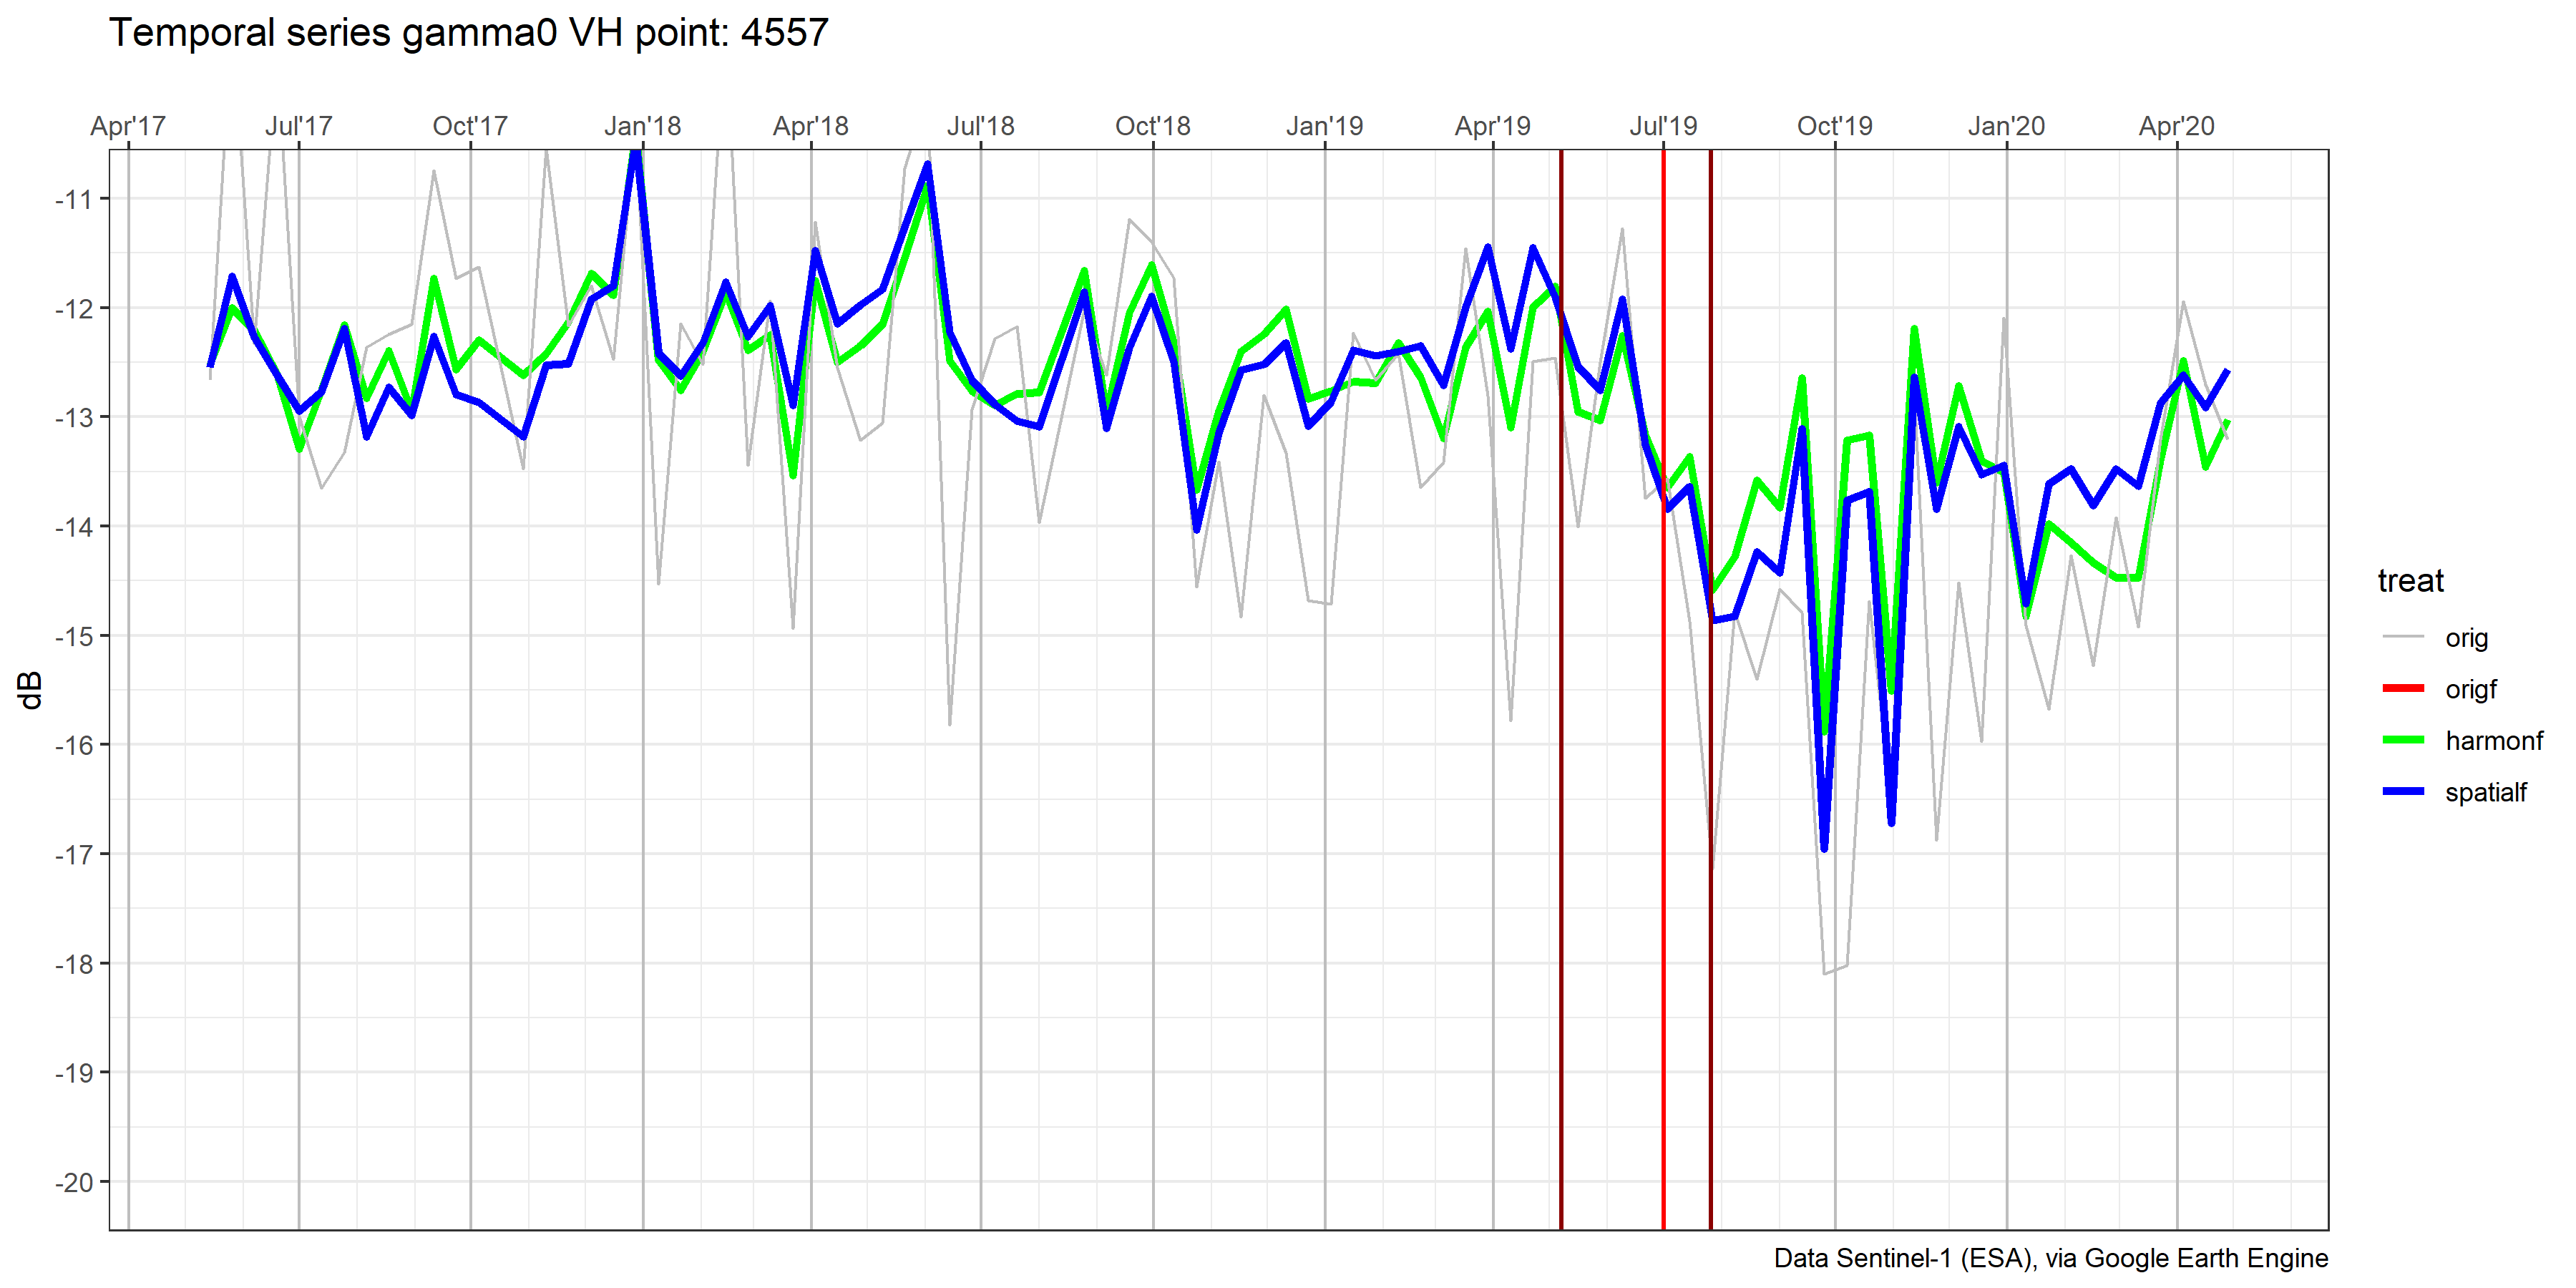 Temporal series gamma0 VH point: 4557
Apr'17 Jul'17 Oct'17 Jan'18 Apr'18 Jul'18 Oct'18 Jan'19 Apr'19 Jul'19 Oct'19 Jan'20 Apr'20
-11
-12
-13
-14
-15
-16
-17
-18
-19
-20
dB
treat
orig
origf
harmonf
spatialf
Data Sentinel-1 (ESA), via Google Earth Engine